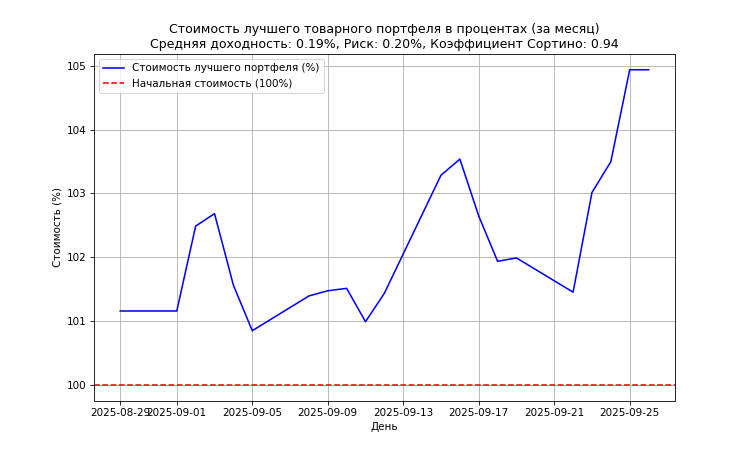 Стоимость лучшего товарного портфеля в процентах (за месяц)
Средняя доходность: 0.19%, Риск: 0.20%, Коэффициент Сортино: 0.94
Стоимость лучшего портфеля (%)
Начальная стоимость (100%)
Стоимость (%)
105
104
103
102
101
100
2025-08-29 2025-09-01 2025-09-05 2025-09-09 2025-09-13 2025-09-17 2025-09-21 2025-09-25
День